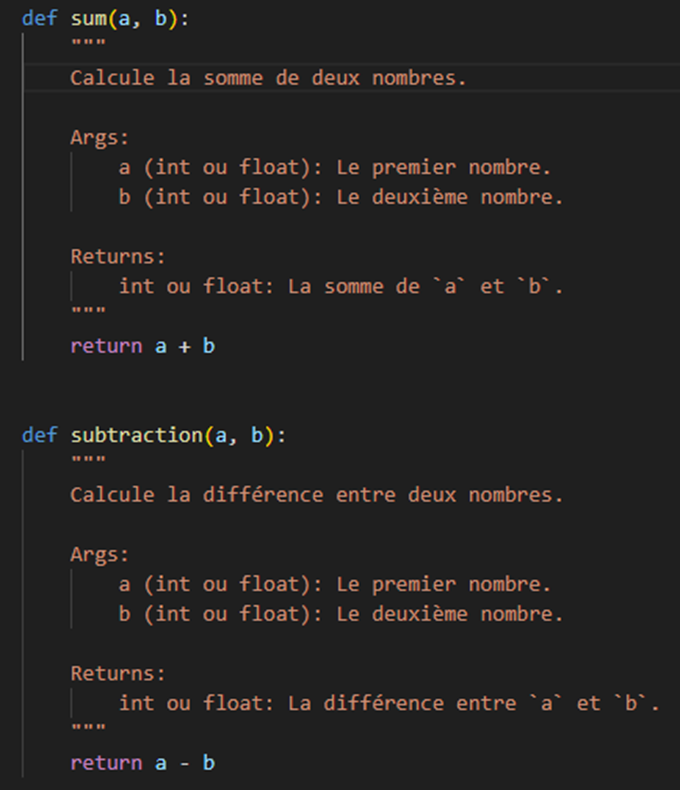 def sum(a, b):
"""
Calcule la somme de deux nombres.
Args:
a (int ou float): Le premier nombre.
b (int ou float): Le deuxième nombre.
Returns:
int ou float: La somme de `a` et `b`.
"""
return a + b
def subtraction(a, b):
"""
Calcule la différence entre deux nombres.
Args:
a (int ou float): Le premier nombre.
b (int ou float): Le deuxième nombre.
Returns:
int ou float: La différence entre `a` et `b`.
"""
return a - b